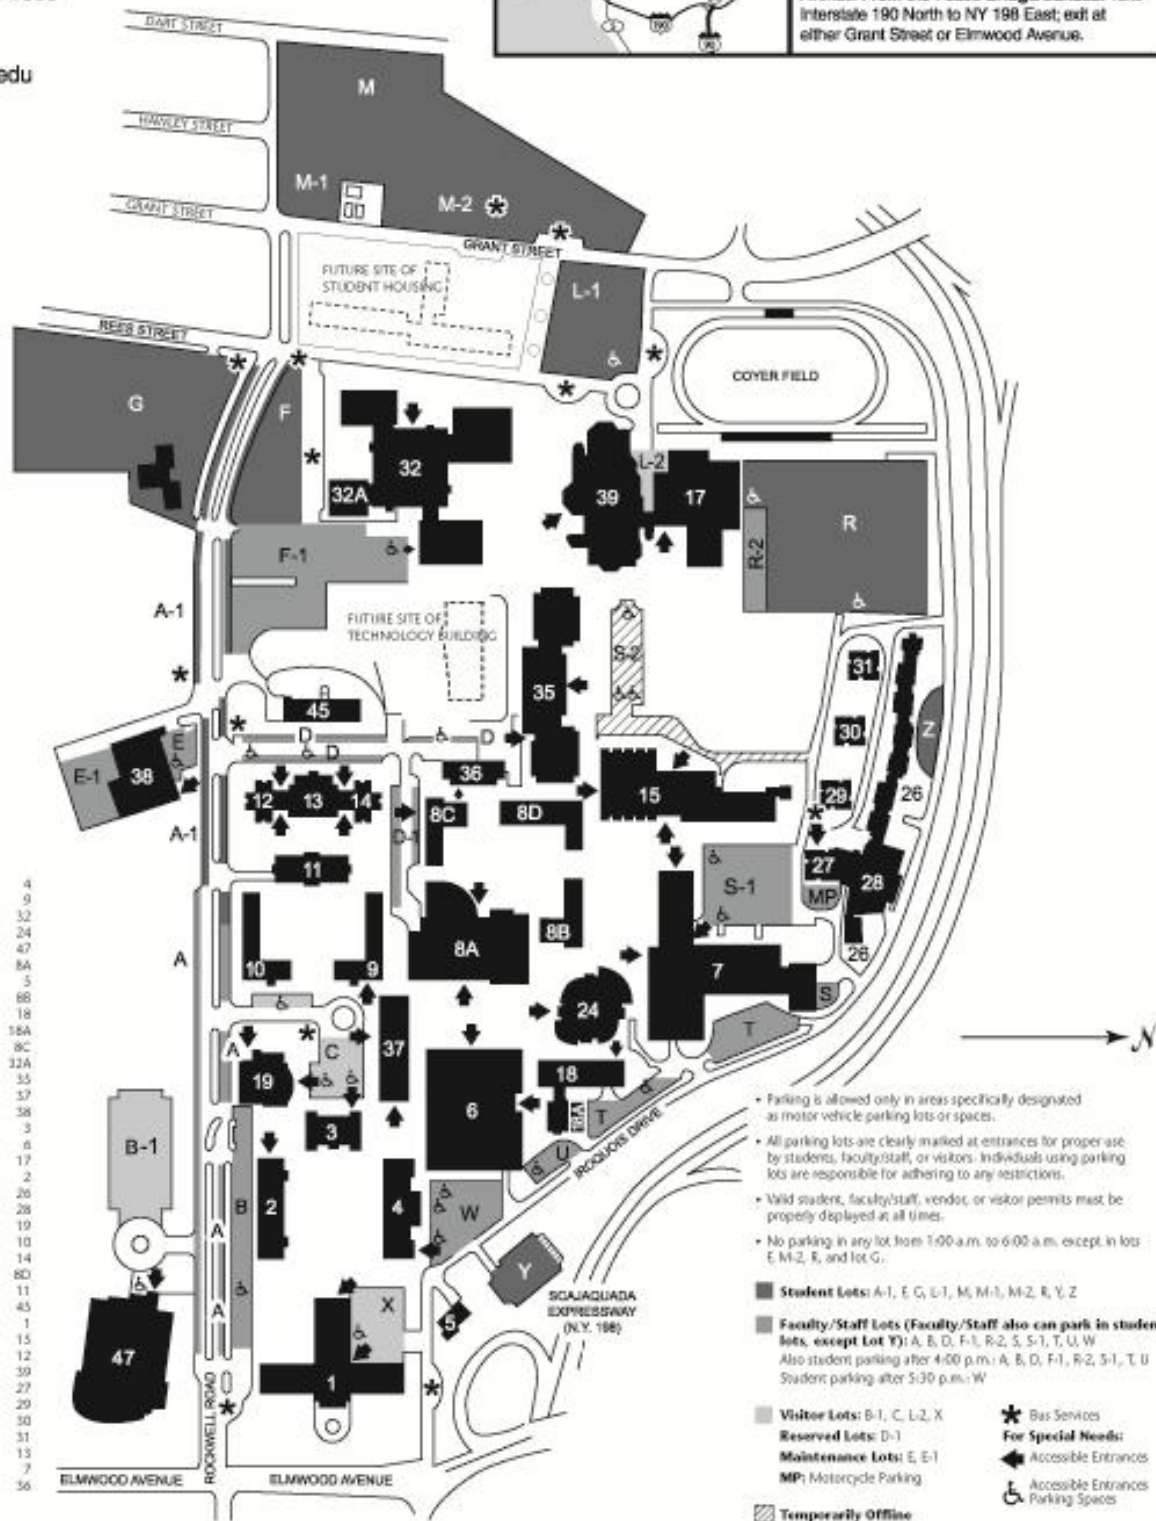 edu
190
90
Interstate 190 North to NY 198 East; exit at
either Grant Street or Elmwood Avenue.
DART STREET
M
HAWLEY STREET
M-1
M-2
GRANT STREET
GRANT STREET
FUTURE SITE OF
STUDENT HOUSING
L-1
REES STREET
COYER FIELD
G
F
32
32A
39
L-2
17
R
R-2
F-1
A-1
FUTURE SITE OF
TECHNOLOGY BUILDING
S-2
35
31
45
30
Z
D
D
D
E
E-1
38
36
15
29
26
12
13
14
8C
8D
D-1
A-1
11
27
28
S-1
MP
8A
8B
A
10
9
7
26
24
S
T
N
C
37
A
19
18
6
3
T
8A
U
IROQUOIS DRIVE
B-1
B
2
4
W
A
Y
SCAJAQUADA
EXPRESSWAY
(N.Y. 198)
X
5
A
47
1
ROCKWELL ROAD
ELMWOOD AVENUE
ELMWOOD AVENUE
4
9
32
24
47
8A
5
8B
18
18A
8C
32A
35
37
38
3
6
17
2
26
28
19
10
14
8D
11
45
1
15
12
39
27
29
30
31
13
7
36
• Parking is allowed only in areas specifically designated
as motor vehicle parking lots or spaces.
• All parking lots are clearly marked at entrances for proper use
by students, faculty/staff, or visitors. Individuals using parking
lots are responsible for adhering to any restrictions.
• Valid student, faculty/staff, vendor, or visitor permits must be
properly displayed at all times.
• No parking in any lot from 1:00 a.m. to 6:00 a.m. except in lots
F, M-2, R, and lot G.
Student Lots: A-1, F, G, L-1, M, M-1, M-2, R, Y, Z
Faculty/Staff Lots (Faculty/Staff also can park in student
lots, except Lot Y): A, B, D, F-1, R-2, S, S-1, T, U, W
Also student parking after 4:00 p.m.: A, B, D, F-1, R-2, S-1, T, U
Student parking after 5:30 p.m.: W
Visitor Lots: B-1, C, L-2, X
Reserved Lots: D-1
Maintenance Lots: E, E-1
MP: Motorcycle Parking
Temporarily Offline
Bus Services
For Special Needs:
Accessible Entrances
Accessible Entrances
Parking Spaces